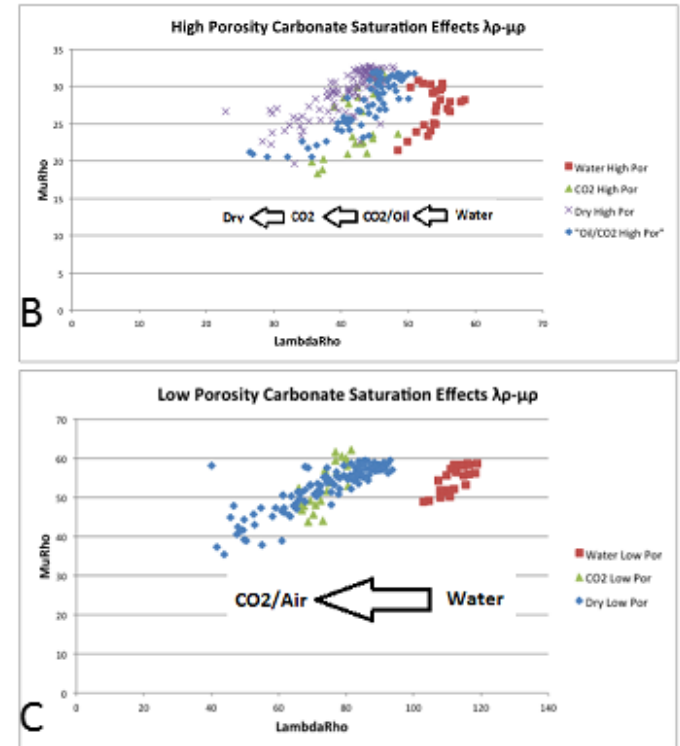 High Porosity Carbonate Saturation Effects λρ-μρ
35
30
25
20
15
10
5
0
MuRho
Dry CO2 CO2/Oil Water
Water High Por
CO2 High Por
Dry High Por
"Oil/CO2 High Por"
0 10 20 30 40 50 60 70
LambdaRho
B
Low Porosity Carbonate Saturation Effects λρ-μρ
70
60
50
40
30
20
10
0
MuRho
CO2/Air Water
Water Low Por
CO2 Low Por
Dry Low Por
0 20 40 60 80 100 120 140
LambdaRho
C